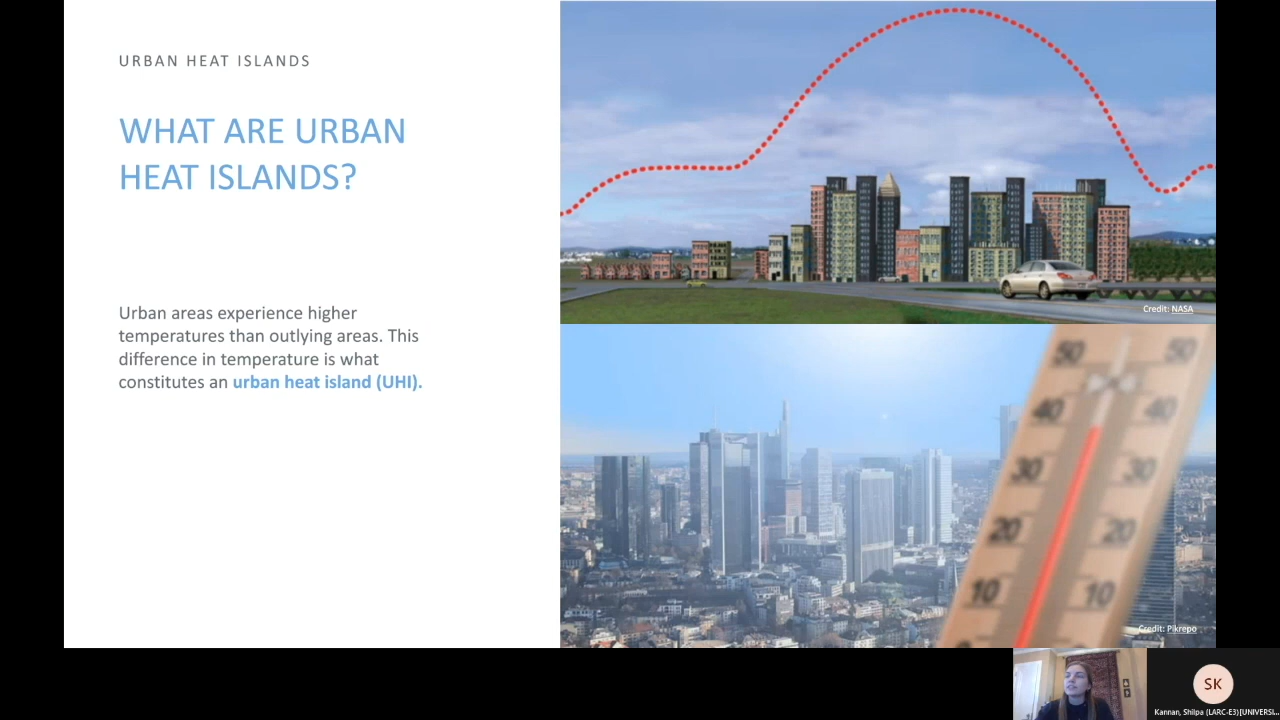 URBAN HEAT ISLANDS
WHAT ARE URBAN
HEAT ISLANDS?
Urban areas experience higher
temperatures than outlying areas. This
difference in temperature is what
constitutes an urban heat island (UHI).
Credit: NASA
50 50
40 40
30 30
20 20
10 10
Credit: Pikrepo
SK
Kannan, Shilpa (LARC-E3)[UNIVERSI...